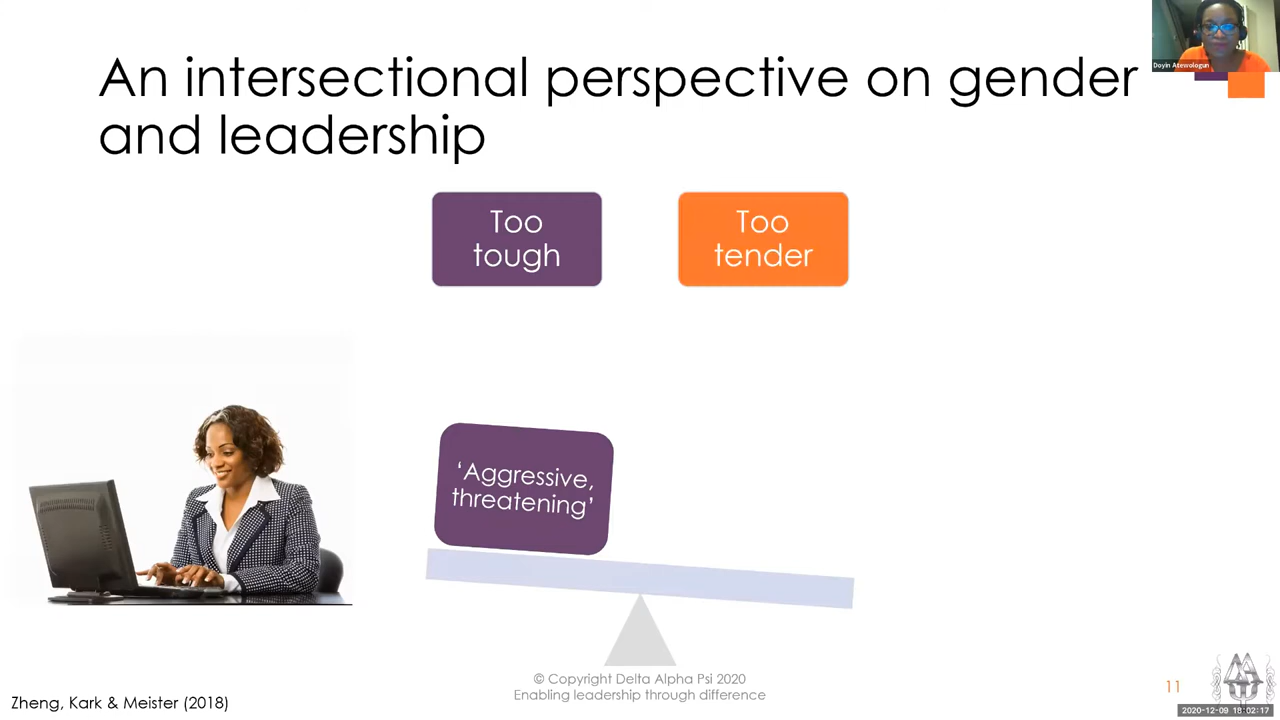 An intersectional perspective on gender
and leadership
Doyin Atewologun
Too
tough
Too
tender
‘Aggressive,
threatening’
© Copyright Delta Alpha Psi 2020
Enabling leadership through difference
Zheng, Kark & Meister (2018)
11
2020-12-09 18:02:17